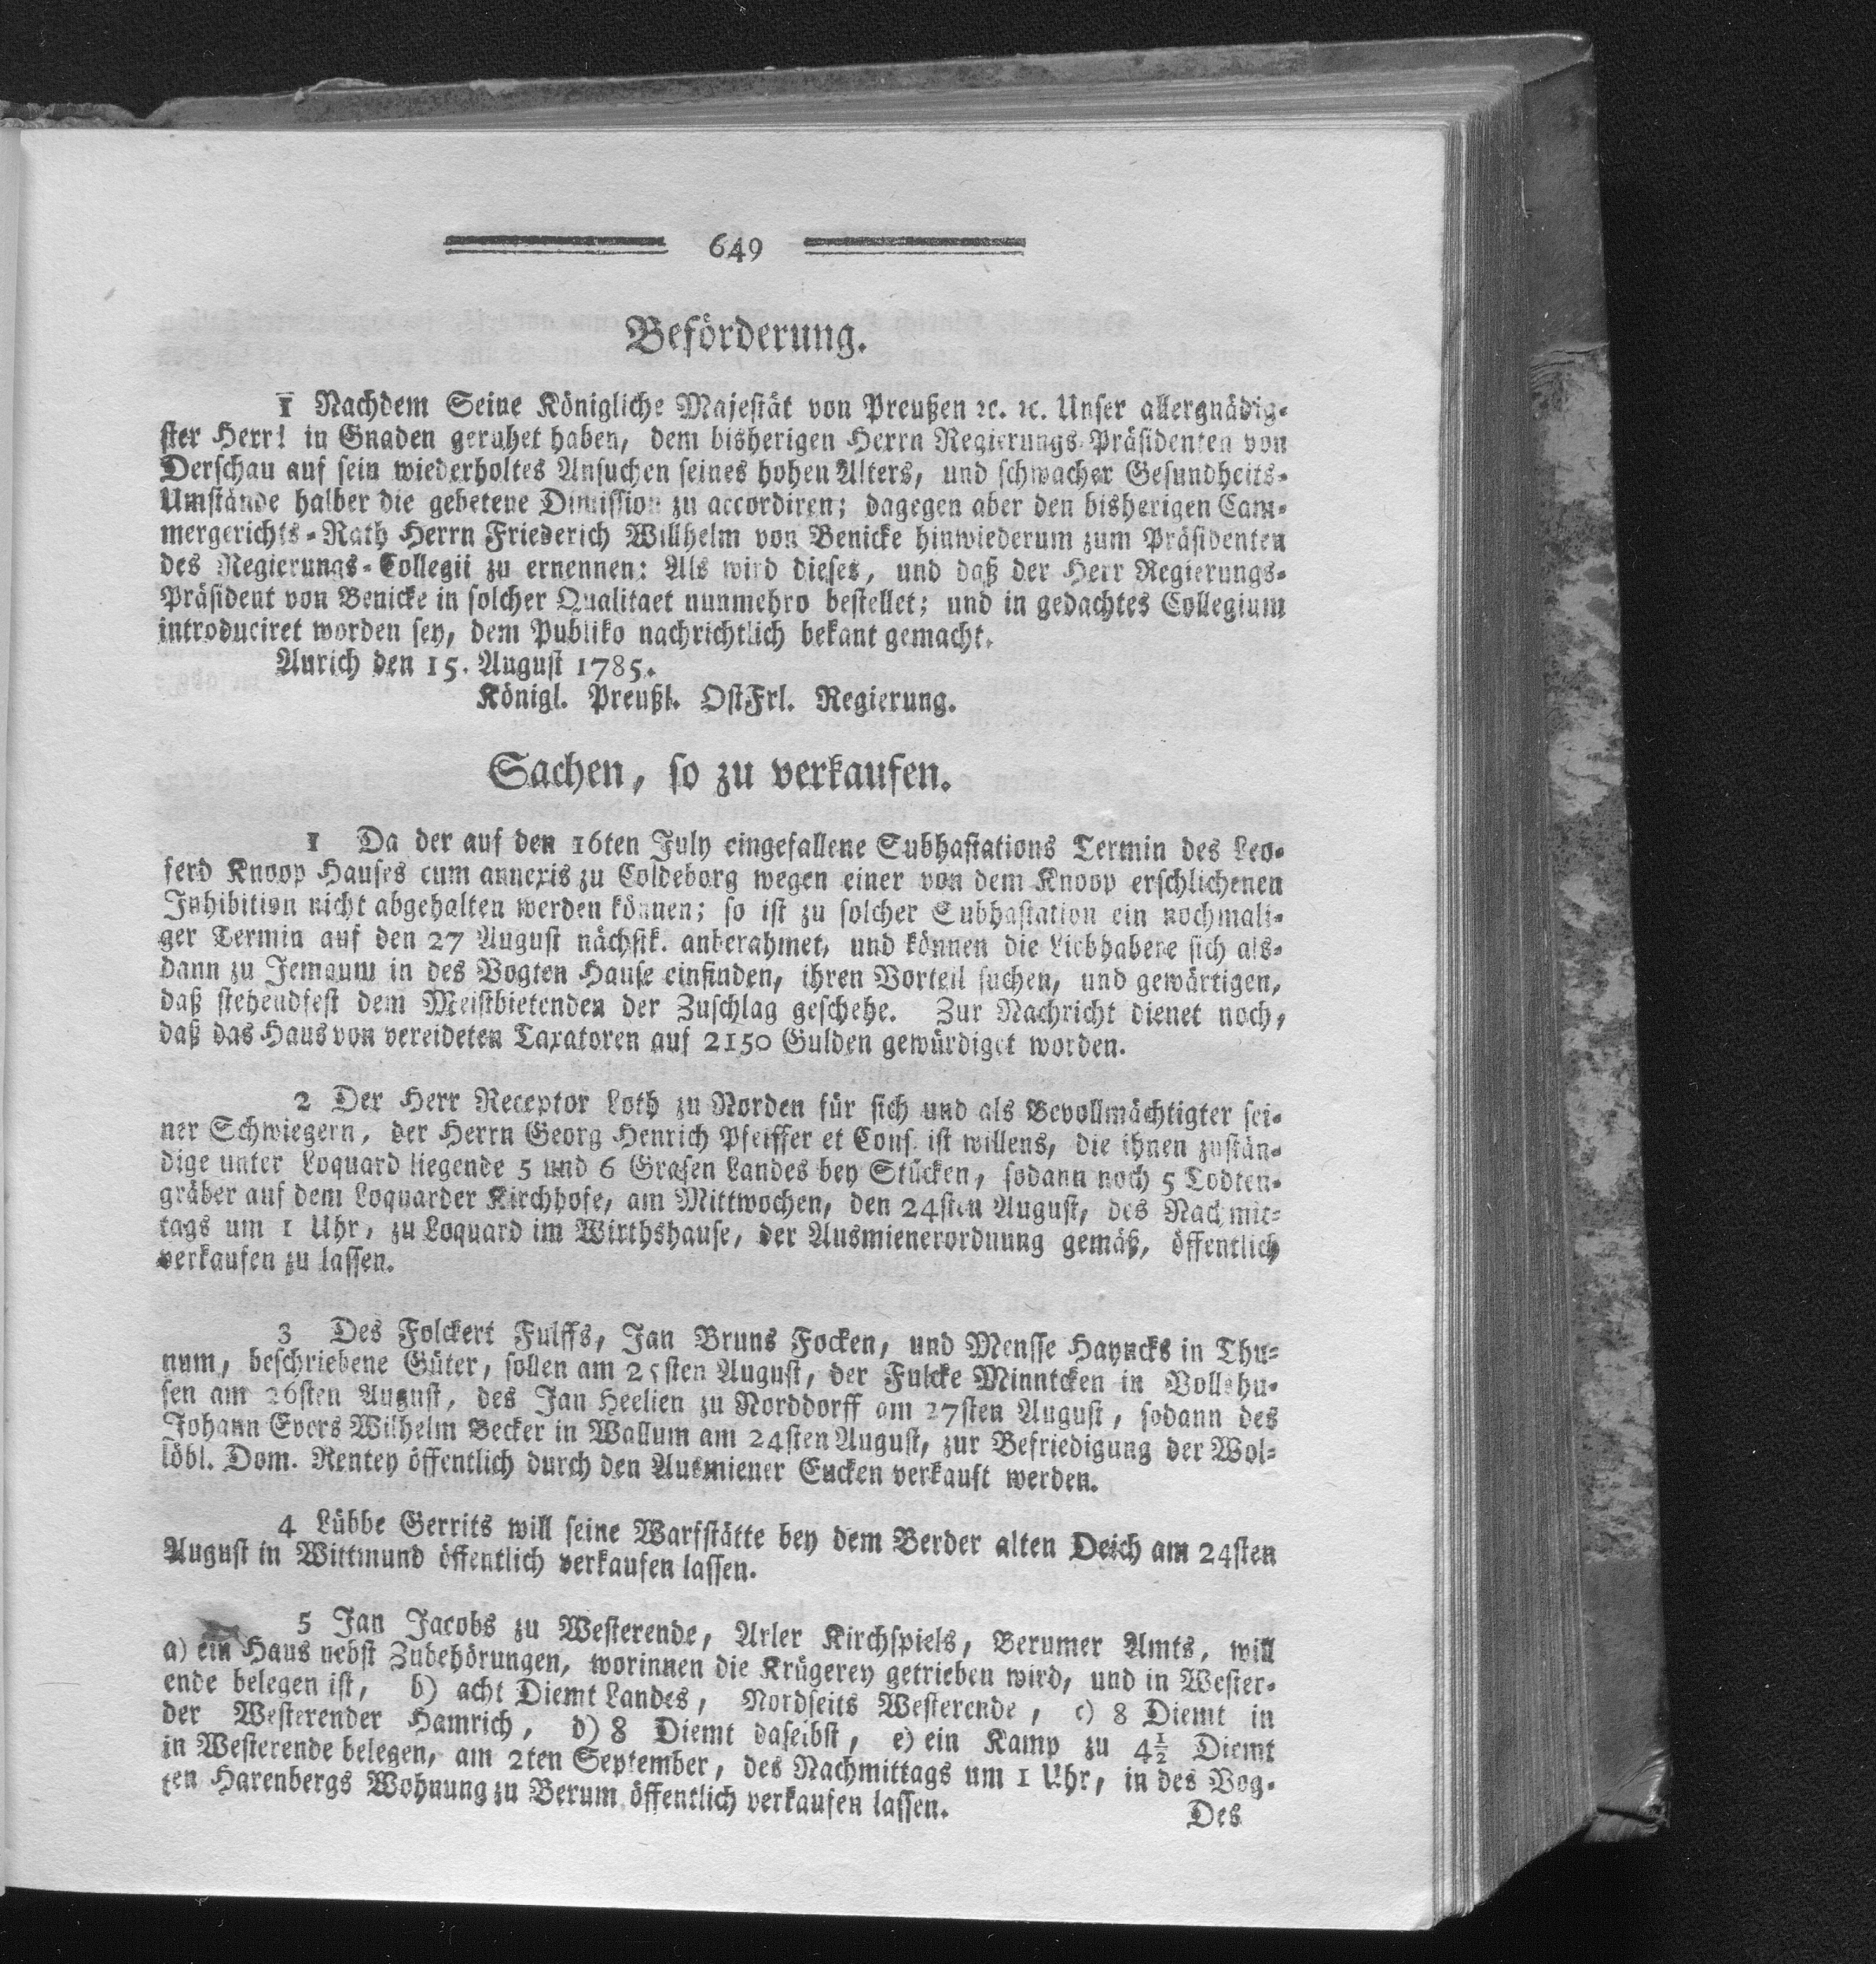 649
Beförderung.
1 Nachdem Seine Königliche Majestät von Preußen ꝛc. ꝛc. Unser allergnädig-
ster Herr! in Gnaden geruhet haben, dem bisherigen Herrn Regierungs-Präsidenten von
Derschau auf sein wiederholtes Ansuchen seines hohen Alters, und schwacher Gesundheits-
Umstände halber die gebetene Dimission zu accordiren; dagegen aber den bisherigen Cam-
mergerichts-Rath Herrn Friederich Willhelm von Benicke hinwiederum zum Präsidenten
des Regierungs-Collegii zu ernennen: Als wird dieses, und daß der Herr Regierungs-
Präsident von Benicke in solcher Qualitaet nunmehro bestellet; und in gedachtes Collegium
introduciret worden sey, dem Publiko nachrichtlich bekant gemacht.
Aurich den 15. August 1785.
Königl. Preußl. OstFrl. Regierung.
Sachen, so zu verkaufen.
1 Da der auf den 16ten July eingefallene Subhastations Termin des Leo-
ferd Knoop Hauses cum annexis zu Coldeborg wegen einer von dem Knoop erschlichenen
Inhibition nicht abgehalten werden können; so ist zu solcher Subhastation ein nochmali-
ger Termin auf den 27 August nächstk. anberahmet, und können die Liebhabere sich als-
dann zu Jemgum in des Vogten Hause einfinden, ihren Vorteil suchen, und gewärtigen,
daß stehendfest dem Meistbietenden der Zuschlag geschehe. Zur Nachricht dienet noch,
daß das Haus von vereideten Taxatoren auf 2150 Gulden gewürdiget worden.
2 Der Herr Receptor Loth zu Norden für sich und als Bevollmächtigter sei-
ner Schwiegern, der Herrn Georg Henrich Pfeiffer et Cons. ist willens, die ihnen zustän-
dige unter Loquard liegende 5 und 6 Grasen Landes bey Stücken, sodann noch 5 Todten-
gräber auf dem Loquarder Kirchhofe, am Mittwochen, den 24sten August, des Nachmit-
tags um 1 Uhr, zu Loquard im Wirthshause, der Ausmienerordnung gemäß, öffentlich
verkaufen zu lassen.
3 Des Folckert Fulffs, Jan Bruns Focken, und Mensse Hayncks in Thu-
num, beschriebene Güter, sollen am 25sten August, der Fulcke Minntcken in Vollshu-
sen am 26sten August, des Jan Heelien zu Norddorff am 27sten August, sodann des
Johann Evers Wilhelm Becker in Wallum am 24sten August, zur Befriedigung der Wol-
löbl. Dom. Rentey öffentlich durch den Ausmiener Eucken verkauft werden.
4 Lübbe Gerrits will seine Warfstätte bey dem Berder alten Deich am 24sten
August in Wittmund öffentlich verkaufen lassen.
5 Jan Jacobs zu Westerende, Arler Kirchspiels, Berumer Amts, will
a) ein Haus nebst Zubehörungen, worinnen die Krügerey getrieben wird, und in Wester-
ende belegen ist, b) acht Diemt Landes, Nordseits Westerende, c) 8 Diemt in
der Westerender Hamrich, d) 8 Diemt daselbst, e) ein Kamp zu 4½ Diemt
in Westerende belegen, am 2ten September, des Nachmittags um 1 Uhr, in des Vog-
ten Harenbergs Wohnung zu Berum öffentlich verkaufen lassen.
Des